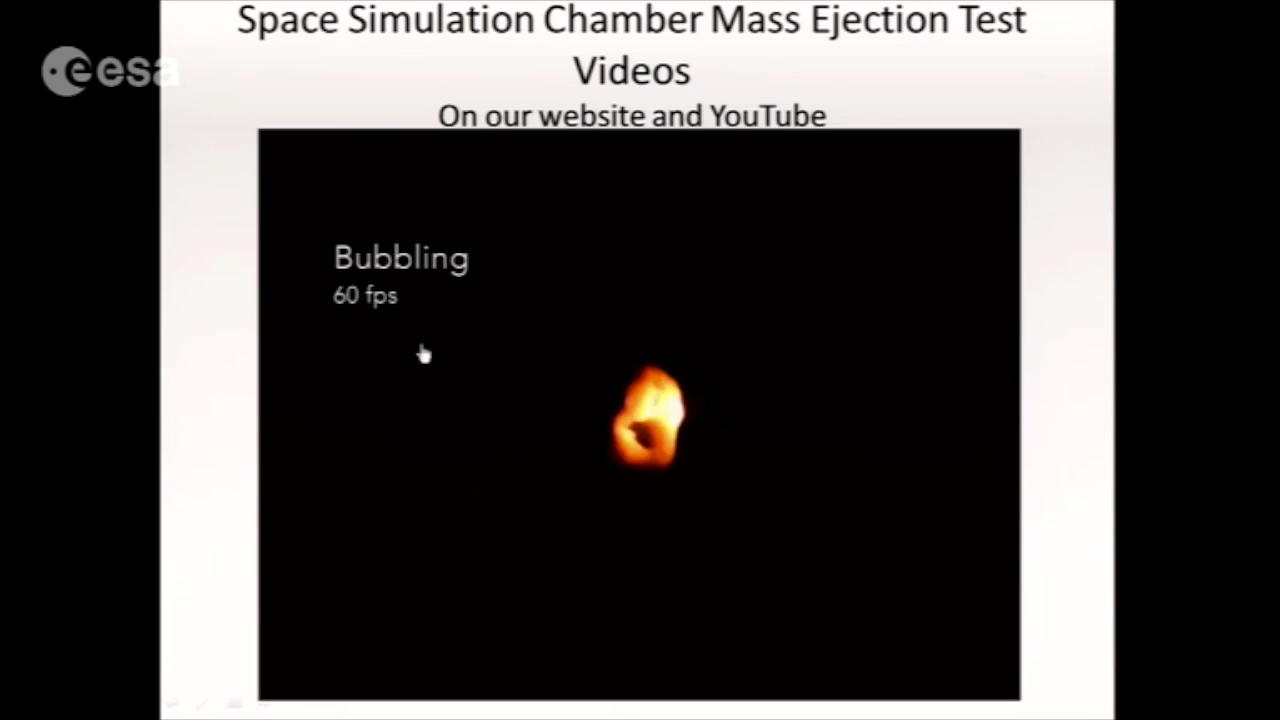 Space Simulation Chamber Mass Ejection Test
Videos
On our website and YouTube
esa
Bubbling
60 fps